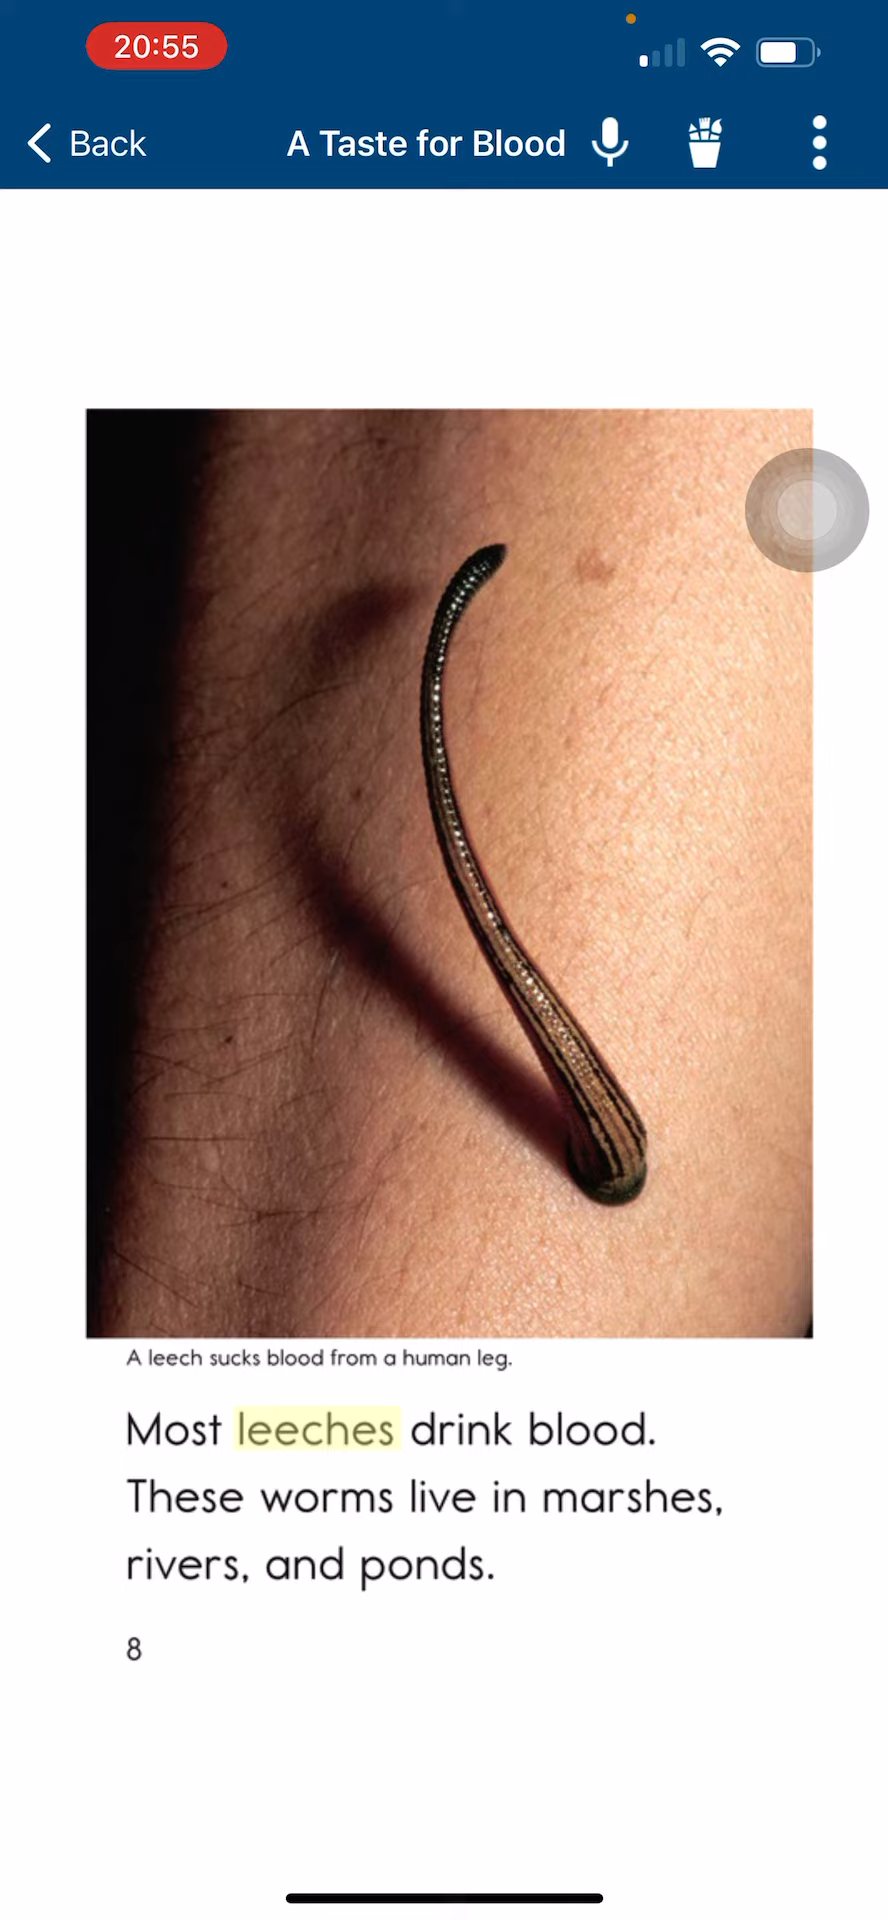 20:55
Back
A Taste for Blood
A leech sucks blood from a human leg.
Most leeches drink blood.
These worms live in marshes,
rivers, and ponds.
8